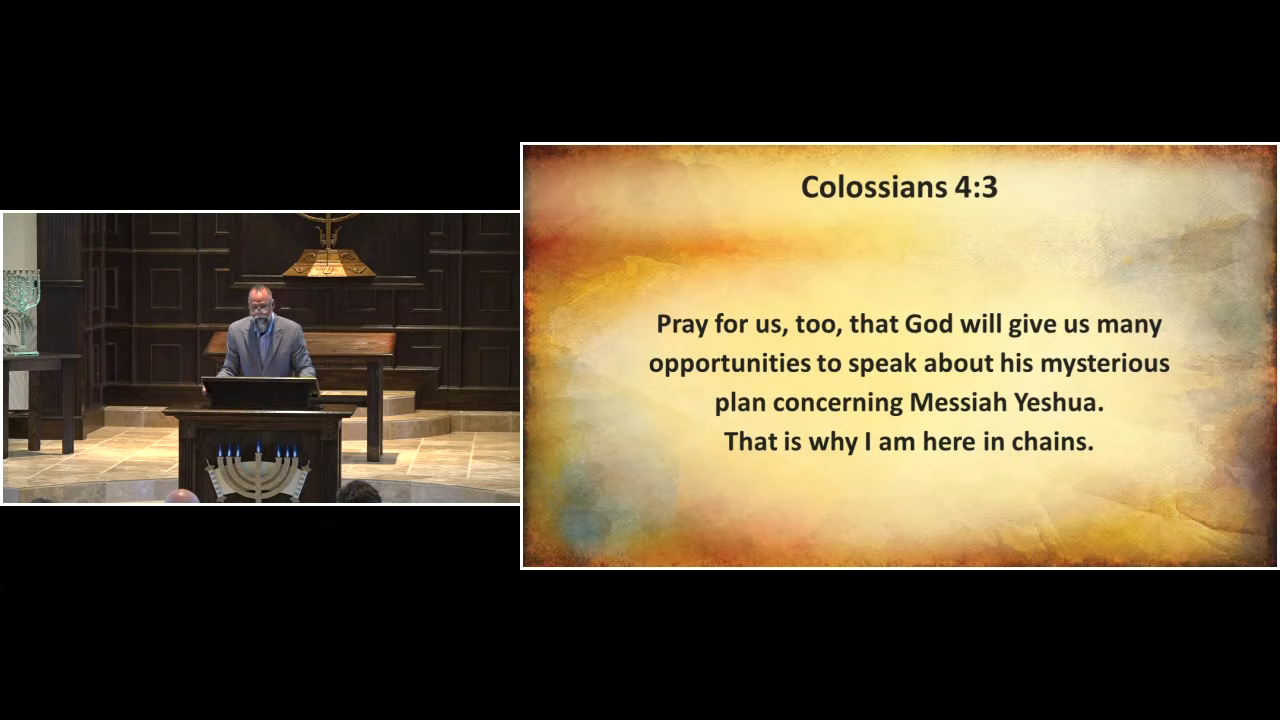 Colossians 4:3
Pray for us, too, that God will give us many
opportunities to speak about his mysterious
plan concerning Messiah Yeshua.
That is why I am here in chains.